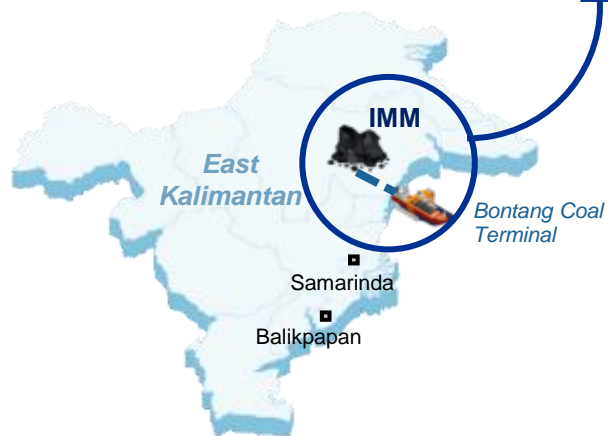 IMM
East
Kalimantan
Bontang Coal
Terminal
Samarinda
Balikpapan